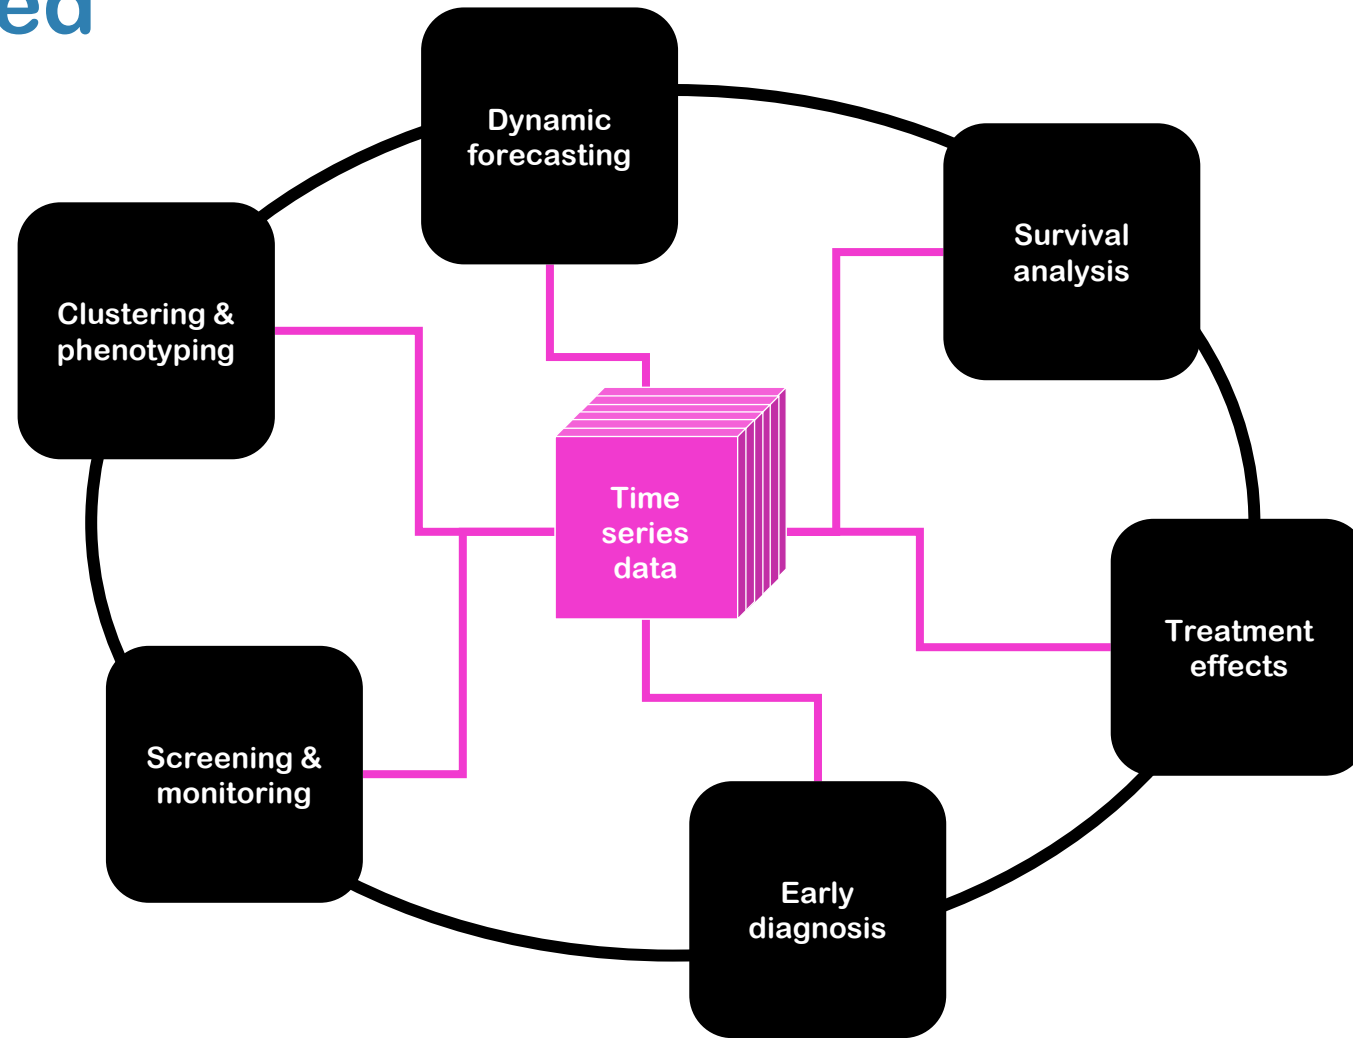 Dynamic
forecasting
Survival
analysis
Clustering &
phenotyping
Time
series
data
Treatment
effects
Screening &
monitoring
Early
diagnosis